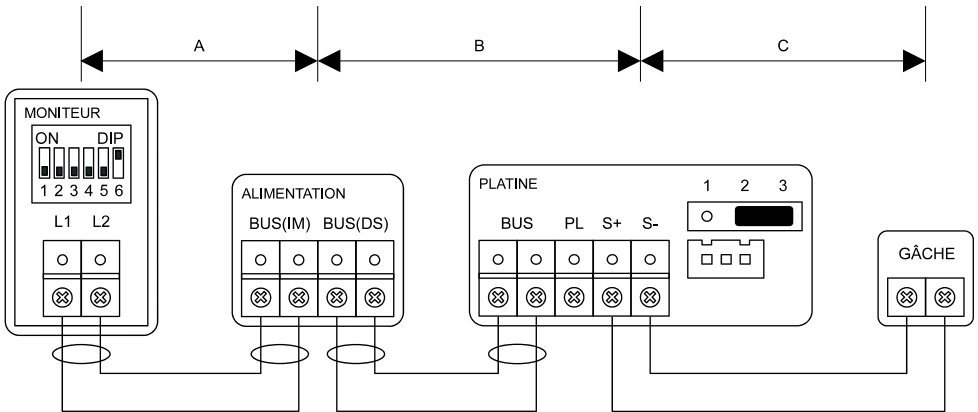 A B C
MONITEUR
ON DIP
1 2 3 4 5 6
L1 L2
ALIMENTATION
BUS(IM) BUS(DS)
PLATINE
1 2 3
BUS PL S+ S-
GÂCHE